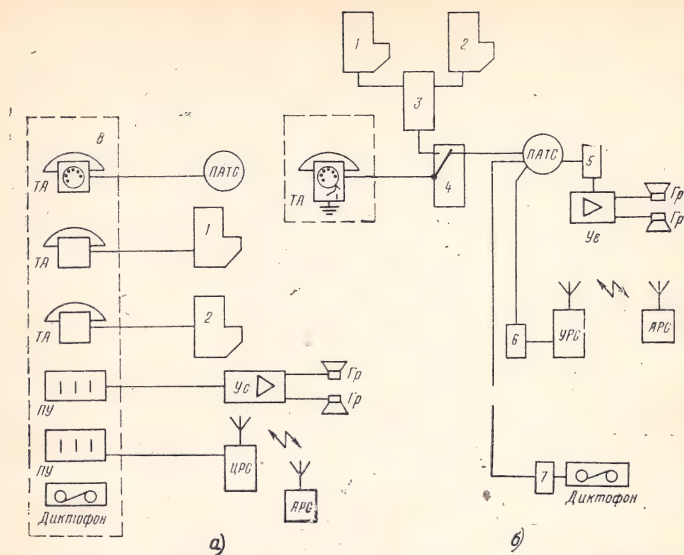 1
2
3
в
ТА
ПАТС
ТА
4
ПАТС
5
Ус
Гр
Гр
ТА
1
ТА
2
6
УРС
АРС
ПУ
Ус
Гр
Гр
ПУ
ЦРС
АРС
7
Диктофон
Диктофон
а)
б)